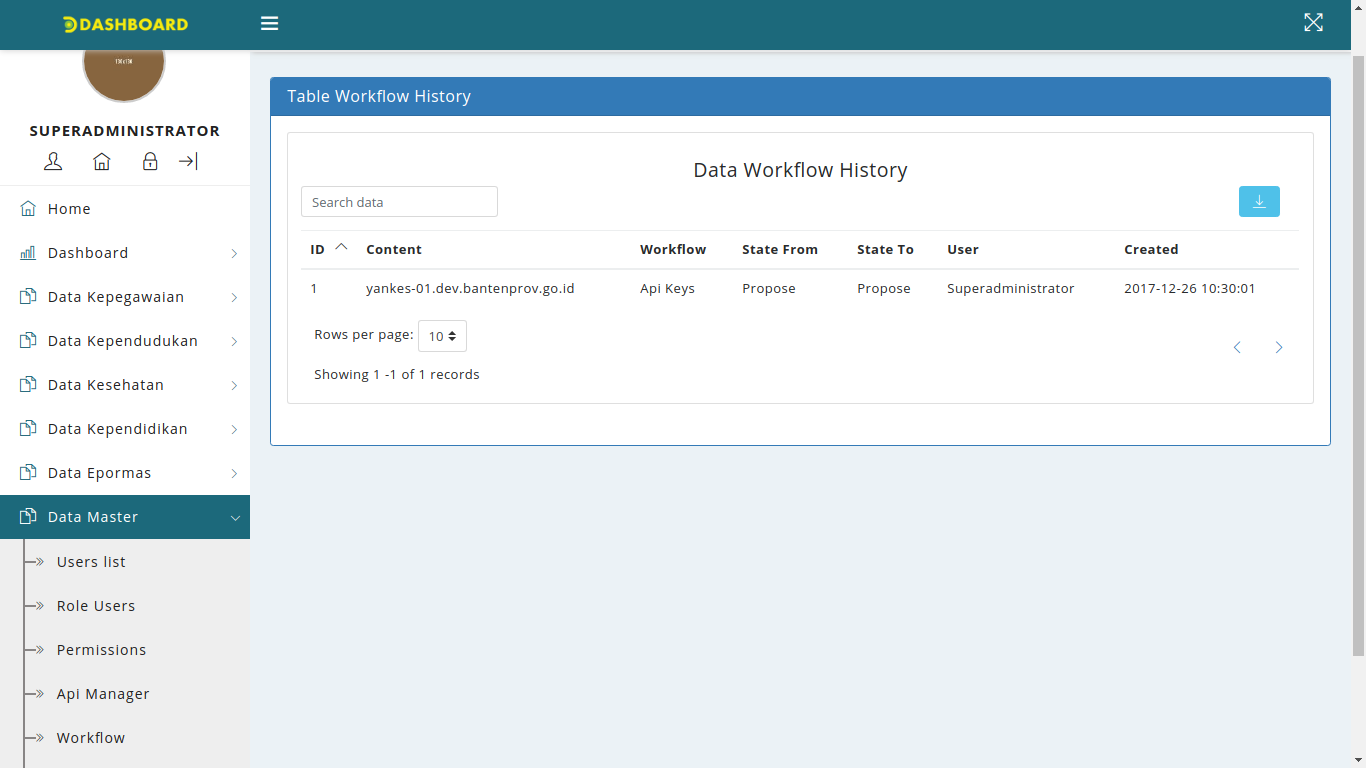 DASHBOARD
SUPERADMINISTRATOR
Home
Dashboard
Data Kepegawaian
Data Kependudukan
Data Kesehatan
Data Kependidikan
Data Epormas
Data Master
Users list
Role Users
Permissions
Api Manager
Workflow
Table Workflow History
Data Workflow History
Search data
ID Content Workflow State From State To User Created
1 yankes-01.dev.bantenprov.go.id Api Keys Propose Propose Superadministrator 2017-12-26 10:30:01
Rows per page: 10
Showing 1 -1 of 1 records